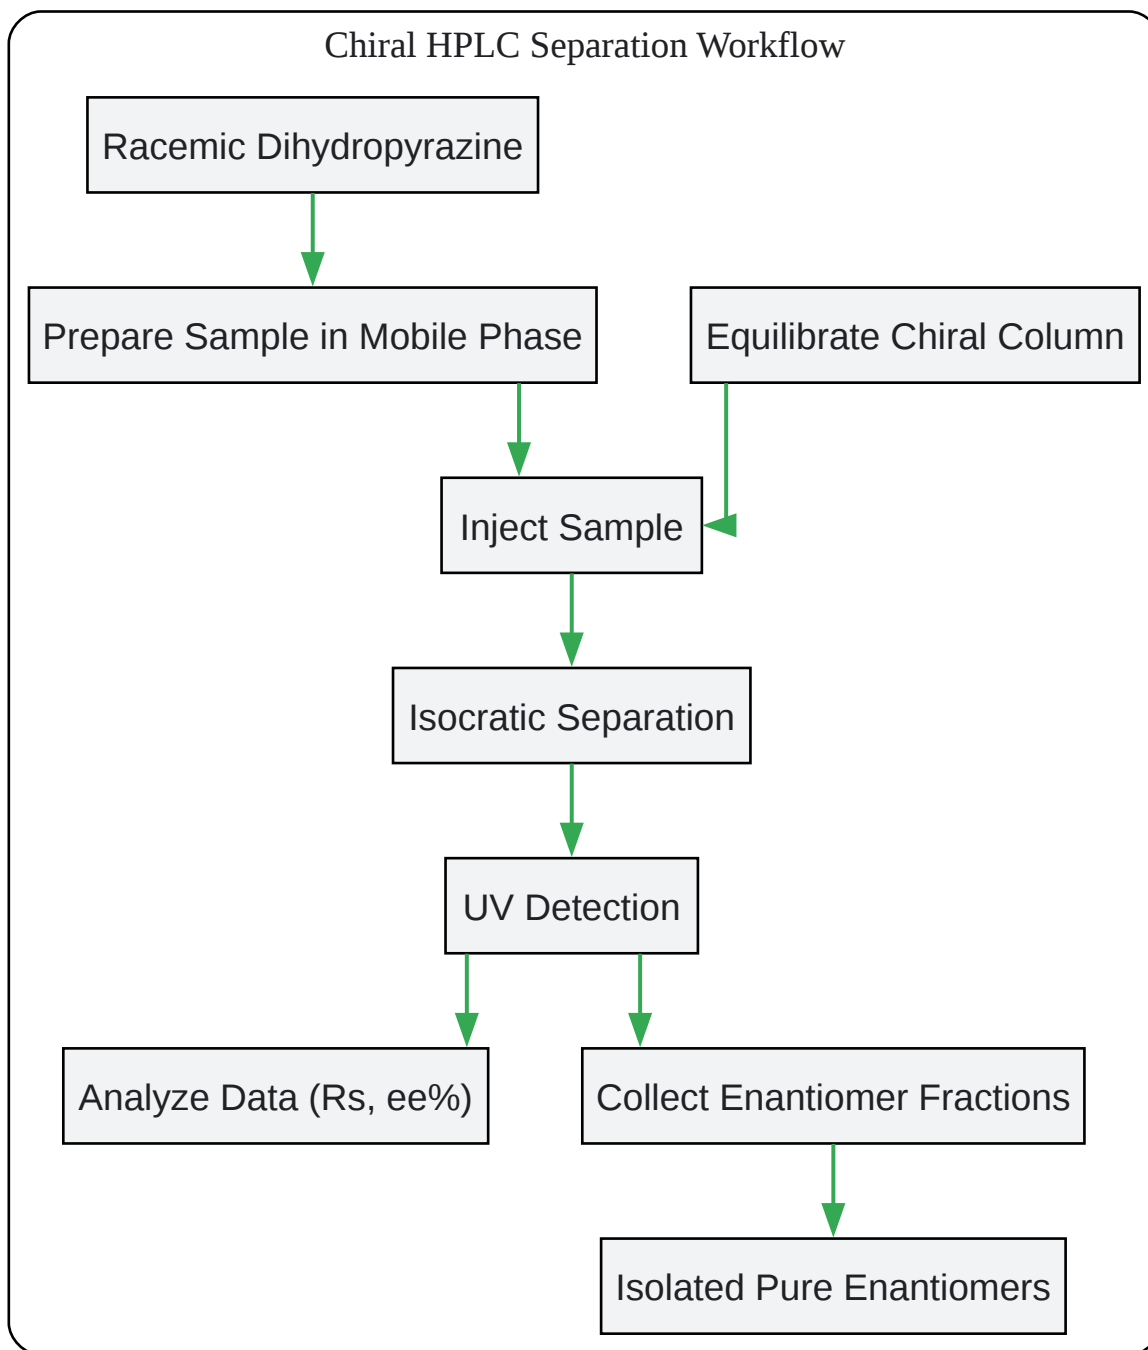 Chiral HPLC Separation Workflow
Racemic Dihydropyrazine
Prepare Sample in Mobile Phase
Equilibrate Chiral Column
Inject Sample
Isocratic Separation
UV Detection
Analyze Data (Rs, ee%)
Collect Enantiomer Fractions
Isolated Pure Enantiomers